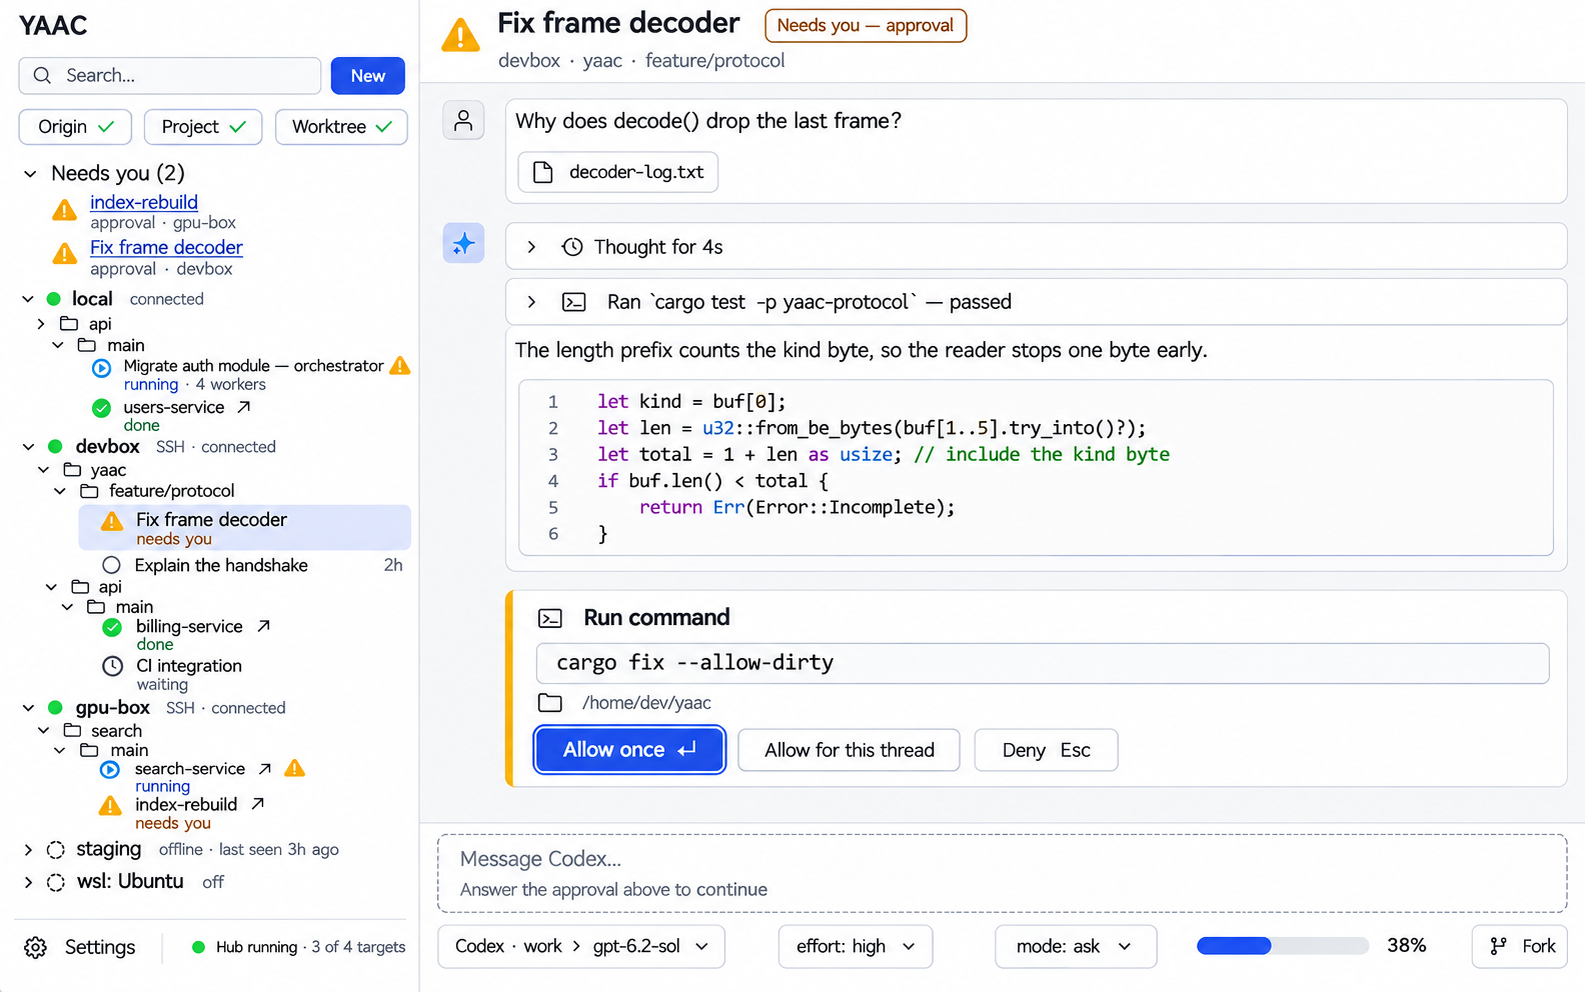 YAAC
Search...
New
Origin
Project
Worktree
Needs you (2)
index-rebuild
approval · gpu-box
Fix frame decoder
approval · devbox
local connected
api
main
Migrate auth module — orchestrator
running · 4 workers
users-service ↗
done
devbox SSH · connected
yaac
feature/protocol
Fix frame decoder
needs you
Explain the handshake 2h
api
main
billing-service ↗
done
CI integration
waiting
gpu-box SSH · connected
search
main
search-service ↗
running
index-rebuild ↗
needs you
staging offline · last seen 3h ago
wsl: Ubuntu off
Settings
Hub running · 3 of 4 targets
Fix frame decoder
Needs you — approval
devbox · yaac · feature/protocol
Why does decode() drop the last frame?
decoder-log.txt
Thought for 4s
Ran `cargo test -p yaac-protocol` — passed
The length prefix counts the kind byte, so the reader stops one byte early.
1 let kind = buf[0];
2 let len = u32::from_be_bytes(buf[1..5].try_into()?);
3 let total = 1 + len as usize; // include the kind byte
4 if buf.len() < total {
5 return Err(Error::Incomplete);
6 }
Run command
cargo fix --allow-dirty
/home/dev/yaac
Allow once ↵
Allow for this thread
Deny Esc
Message Codex...
Answer the approval above to continue
Codex · work > gpt-6.2-sol
effort: high
mode: ask
38%
Fork